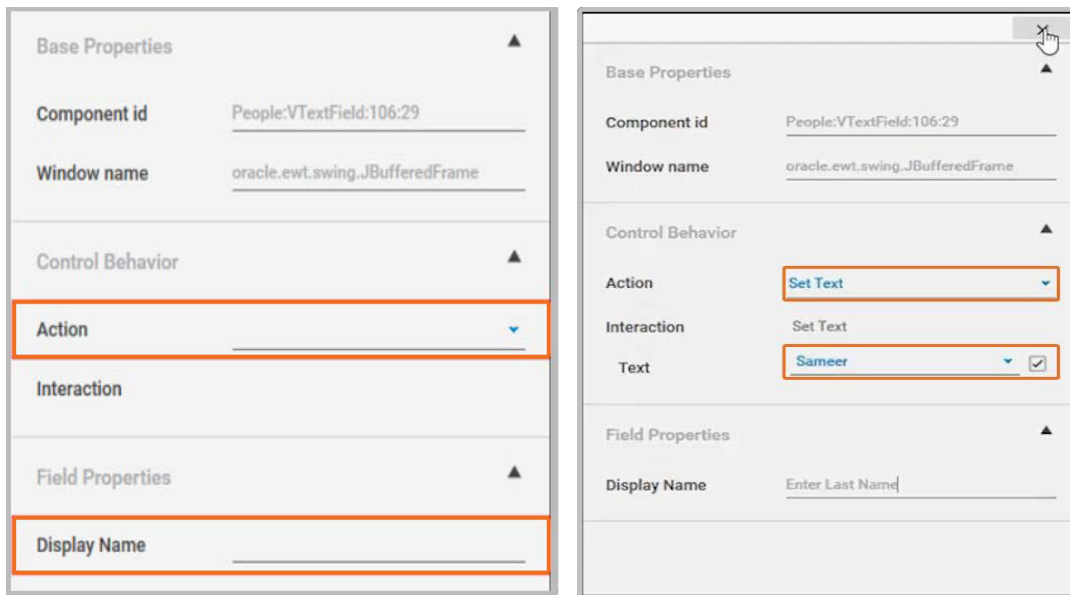 Base Properties
Component id People:VTextField:106:29
Window name oracle.ewt.swing.JBufferedFrame
Control Behavior
Action
Interaction
Field Properties
Display Name
Base Properties
Component id People:VTextField:106:29
Window name oracle.ewt.swing.JBufferedFrame
Control Behavior
Action Set Text
Interaction Set Text
Text Sameer
Field Properties
Display Name Enter Last Name